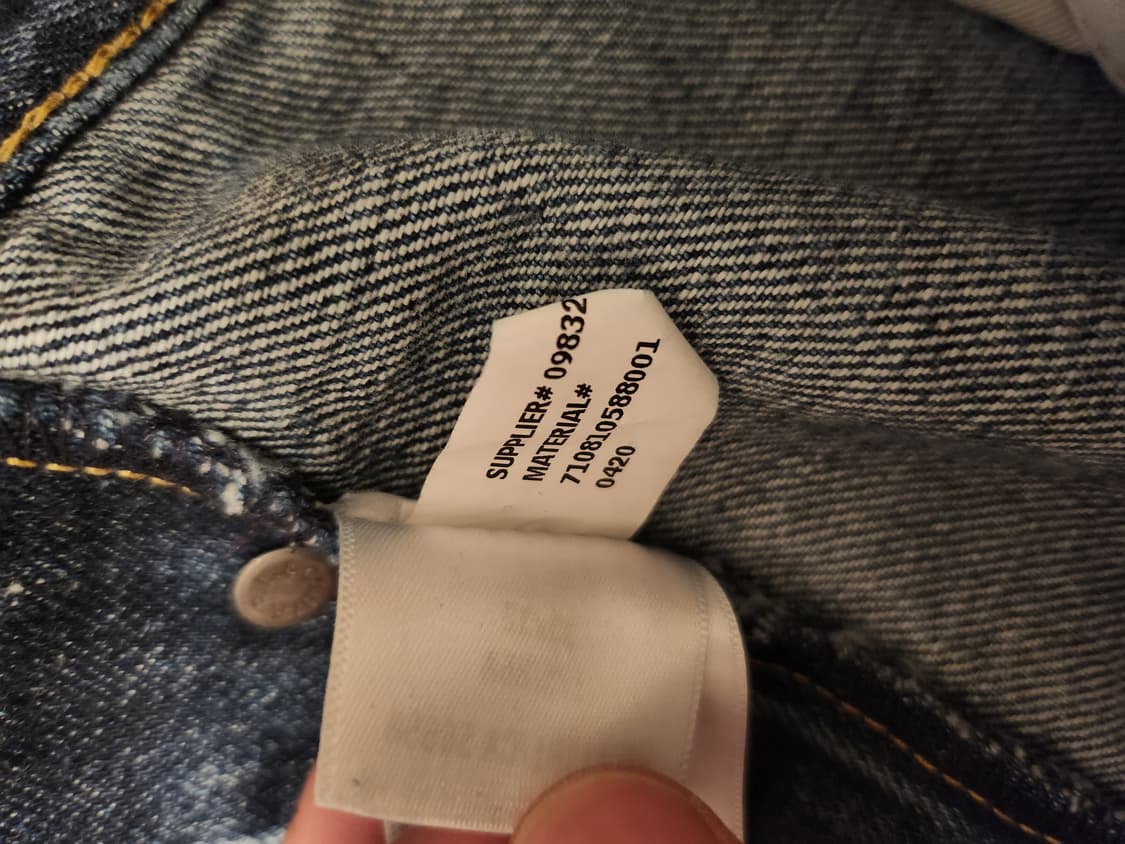 SUPPLIER# 09832
MATERIAL#
710810588001
0420